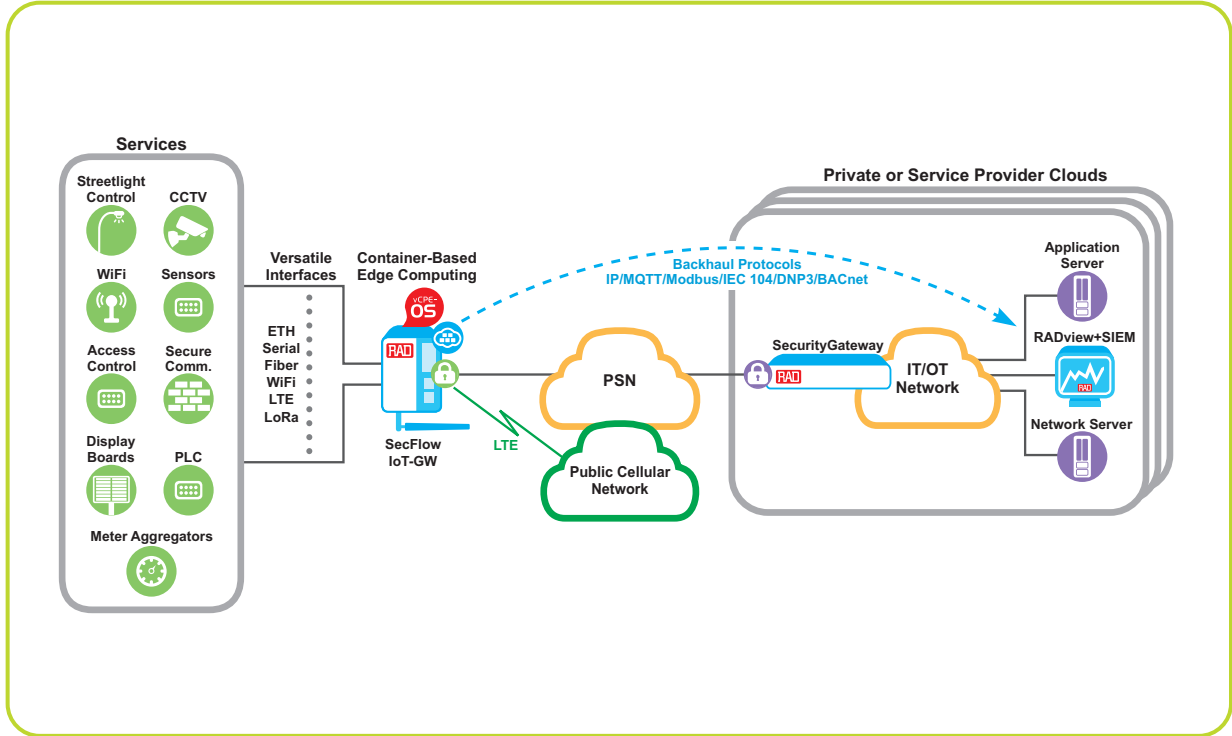 Services
Streetlight
Control
CCTV
WiFi
Sensors
Access
Control
Secure
Comm.
Display
Boards
PLC
Meter Aggregators
Versatile
Interfaces
ETH
Serial
Fiber
WiFi
LTE
LoRa
Container-Based
Edge Computing
vCPE-
OS
RAD
SecFlow
IoT-GW
LTE
Backhaul Protocols
IP/MQTT/Modbus/IEC 104/DNP3/BACnet
PSN
Public Cellular
Network
Private or Service Provider Clouds
SecurityGateway
RAD
IT/OT
Network
Application
Server
RADview+SIEM
RAD
Network Server